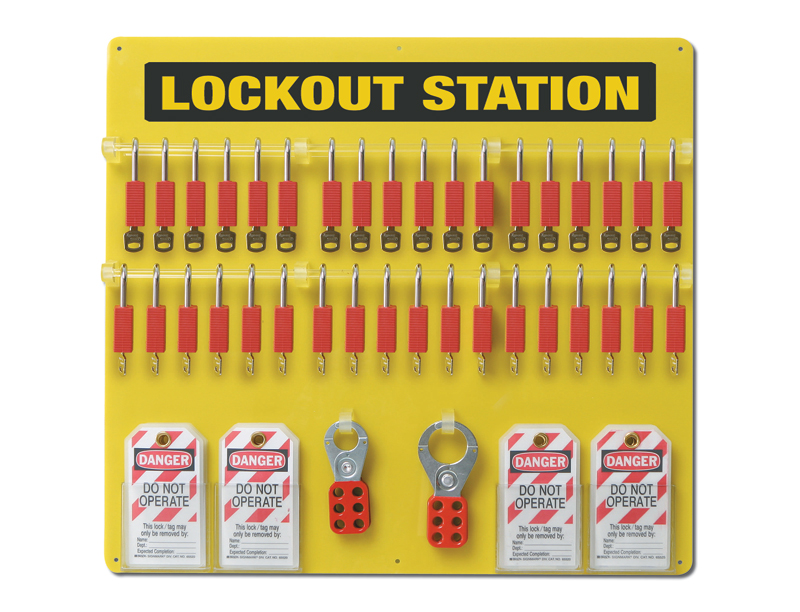 LOCKOUT STATION
DANGER
DO NOT
OPERATE
This lock / tag may
only be removed by:
Name:
Dept.:
Expected Completion:
DANGER
DO NOT
OPERATE
This lock / tag may
only be removed by:
Name:
Dept.:
Expected Completion:
DANGER
DO NOT
OPERATE
This lock / tag may
only be removed by:
Name:
Dept.:
Expected Completion:
DANGER
DO NOT
OPERATE
This lock / tag may
only be removed by:
Name:
Dept.:
Expected Completion: